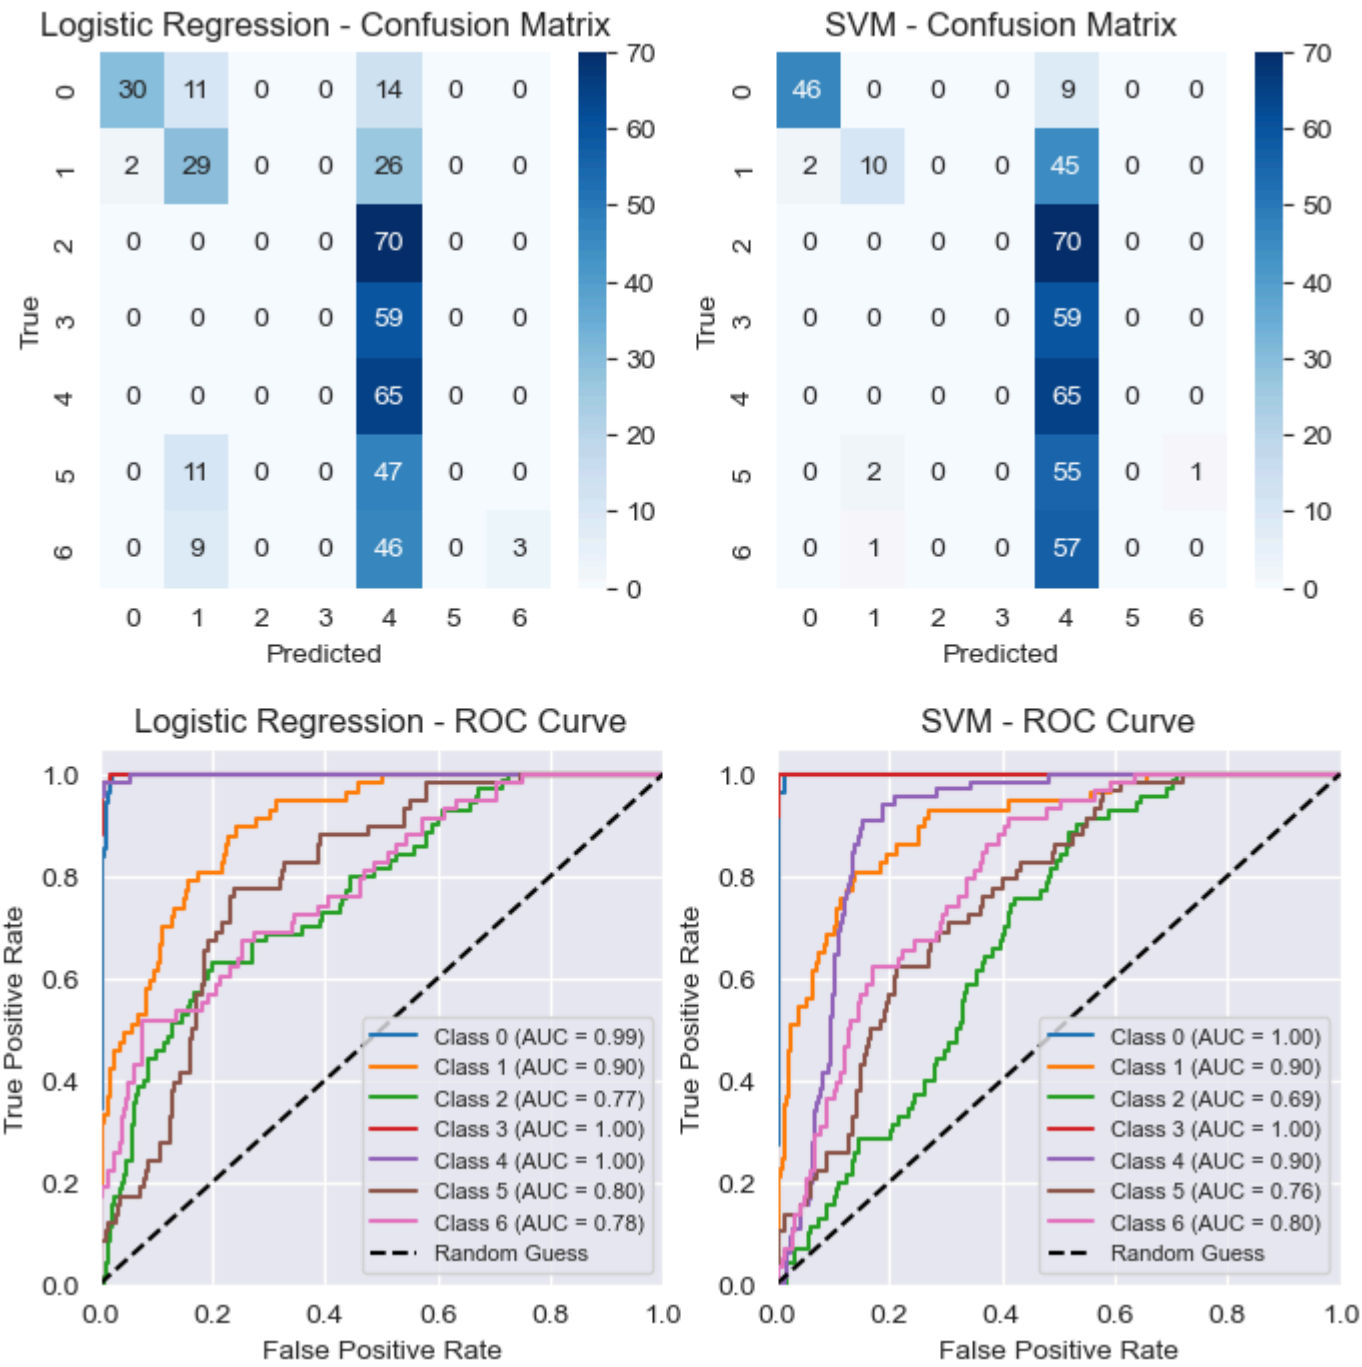 Logistic Regression - Confusion Matrix
0 30 11 0 0 14 0 0
1 2 29 0 0 26 0 0
2 0 0 0 0 70 0 0
3 0 0 0 0 59 0 0
4 0 0 0 0 65 0 0
5 0 11 0 0 47 0 0
6 0 9 0 0 46 0 3
0 1 2 3 4 5 6
True
Predicted
70
60
50
40
30
20
10
0
SVM - Confusion Matrix
0 46 0 0 0 9 0 0
1 2 10 0 0 45 0 0
2 0 0 0 0 70 0 0
3 0 0 0 0 59 0 0
4 0 0 0 0 65 0 0
5 0 2 0 0 55 0 1
6 0 1 0 0 57 0 0
0 1 2 3 4 5 6
True
Predicted
70
60
50
40
30
20
10
0
Logistic Regression - ROC Curve
True Positive Rate
1.0
0.8
0.6
0.4
0.2
0.0
Class 0 (AUC = 0.99)
Class 1 (AUC = 0.90)
Class 2 (AUC = 0.77)
Class 3 (AUC = 1.00)
Class 4 (AUC = 1.00)
Class 5 (AUC = 0.80)
Class 6 (AUC = 0.78)
Random Guess
0.0 0.2 0.4 0.6 0.8 1.0
False Positive Rate
SVM - ROC Curve
True Positive Rate
1.0
0.8
0.6
0.4
0.2
0.0
Class 0 (AUC = 1.00)
Class 1 (AUC = 0.90)
Class 2 (AUC = 0.69)
Class 3 (AUC = 1.00)
Class 4 (AUC = 0.90)
Class 5 (AUC = 0.76)
Class 6 (AUC = 0.80)
Random Guess
0.0 0.2 0.4 0.6 0.8 1.0
False Positive Rate